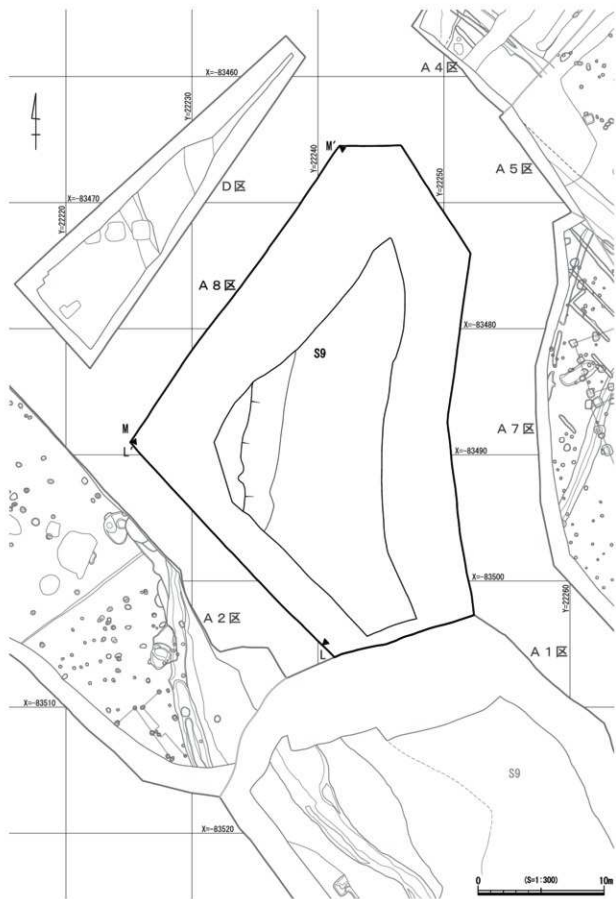 A4区
X=-83460
Y=22230
Y=22240
M'
Y=22250
A5区
D区
X=-83470
Y=22220
A8区
X=-83480
S9
M
L'
A7区
X=-83490
X=-83500
Y=22260
A2区
L
A1区
X=-83510
S9
X=-83520
0 (S=1:300) 10m